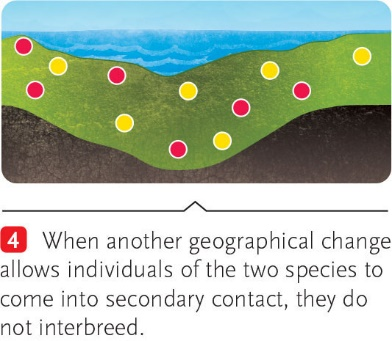 4 When another geographical change
allows individuals of the two species to
come into secondary contact, they do
not interbreed.